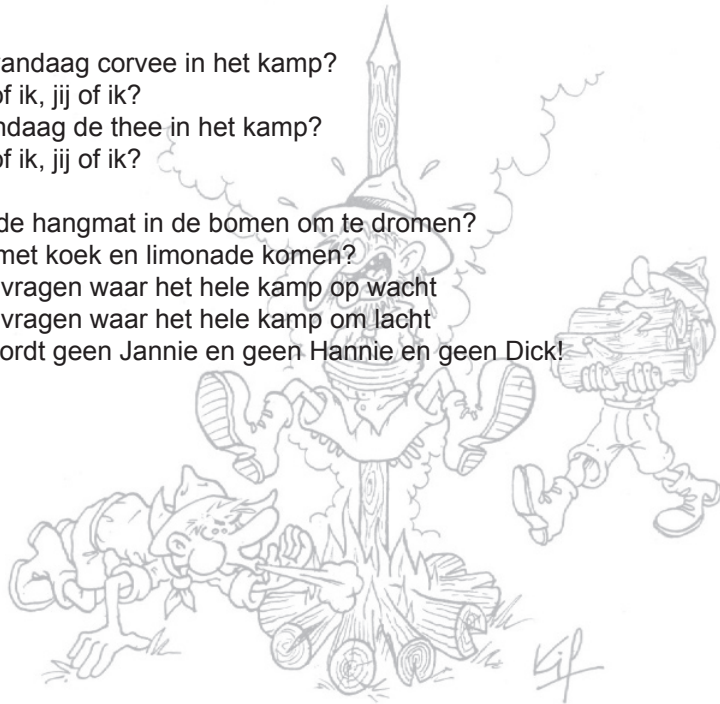 andaag corvee in het kamp?
of ik, jij of ik?
ndaag de thee in het kamp?
of ik, jij of ik?
de hangmat in de bomen om te dromen?
met koek en limonade komen?
vragen waar het hele kamp op wacht
vragen waar het hele kamp om lacht
ordt geen Jannie en geen Hannie en geen Dick!